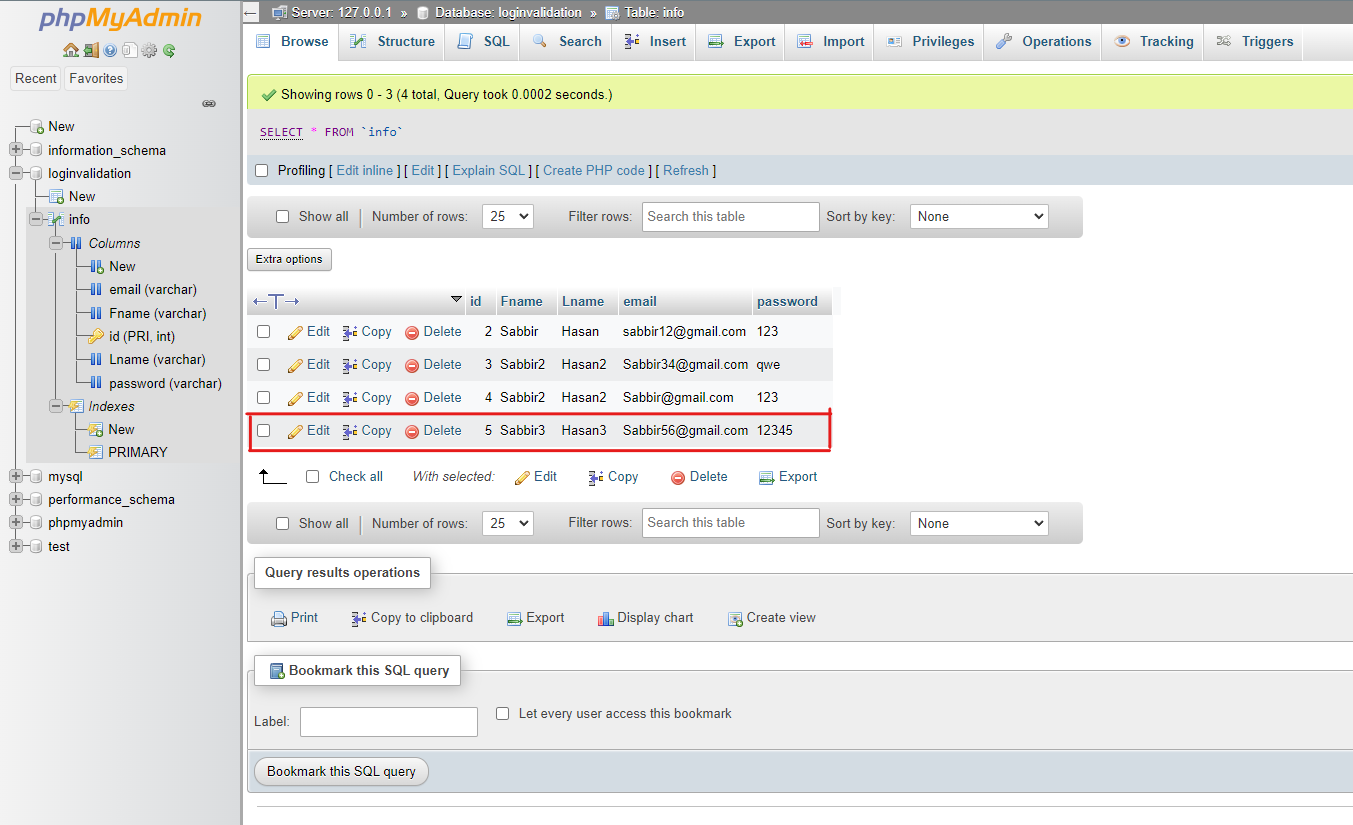 phpMyAdmin
Recent Favorites
New
information_schema
loginvalidation
New
info
Columns
New
email (varchar)
Fname (varchar)
id (PRI, int)
Lname (varchar)
password (varchar)
Indexes
New
PRIMARY
mysql
performance_schema
phpmyadmin
test
Server: 127.0.0.1 » Database: loginvalidation » Table: info
Browse Structure SQL Search Insert Export Import Privileges Operations Tracking Triggers
Showing rows 0 - 3 (4 total, Query took 0.0002 seconds.)
SELECT * FROM `info`
Profiling [ Edit inline ] [ Edit ] [ Explain SQL ] [ Create PHP code ] [ Refresh ]
Show all Number of rows: 25 Filter rows: Search this table Sort by key: None
Extra options
←T→ id Fname Lname email password
Edit Copy Delete 2 Sabbir Hasan sabbir12@gmail.com 123
Edit Copy Delete 3 Sabbir2 Hasan2 Sabbir34@gmail.com qwe
Edit Copy Delete 4 Sabbir2 Hasan2 Sabbir@gmail.com 123
Edit Copy Delete 5 Sabbir3 Hasan3 Sabbir56@gmail.com 12345
Check all With selected: Edit Copy Delete Export
Show all Number of rows: 25 Filter rows: Search this table Sort by key: None
Query results operations
Print Copy to clipboard Export Display chart Create view
Bookmark this SQL query
Label: Let every user access this bookmark
Bookmark this SQL query